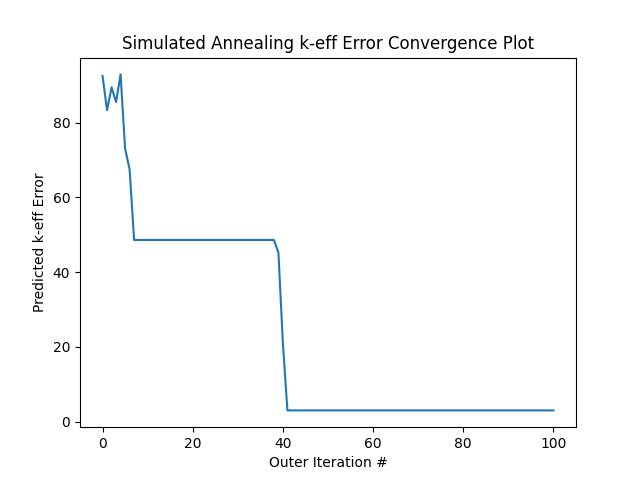 Simulated Annealing k-eff Error Convergence Plot
Predicted k-eff Error
80
60
40
20
0
0 20 40 60 80 100
Outer Iteration #